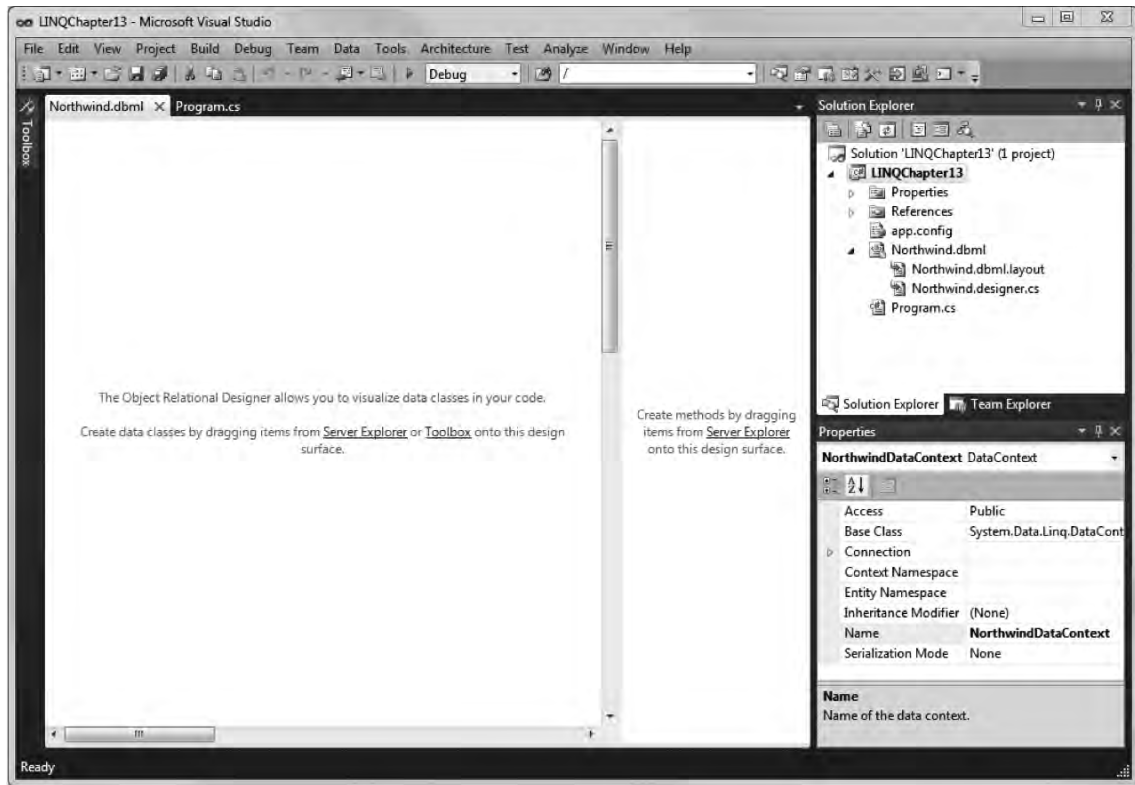 LINQChapter13 - Microsoft Visual Studio
File Edit View Project Build Debug Team Data Tools Architecture Test Analyze Window Help
Debug /
Toolbox
Northwind.dbml Program.cs
The Object Relational Designer allows you to visualize data classes in your code.
Create data classes by dragging items from Server Explorer or Toolbox onto this design
surface.
Create methods by dragging
items from Server Explorer
onto this design surface.
Solution Explorer
Solution 'LINQChapter13' (1 project)
LINQChapter13
Properties
References
app.config
Northwind.dbml
Northwind.dbml.layout
Northwind.designer.cs
Program.cs
Solution Explorer Team Explorer
Properties
NorthwindDataContext DataContext
Access Public
Base Class System.Data.Linq.DataCont
Connection
Context Namespace
Entity Namespace
Inheritance Modifier (None)
Name NorthwindDataContext
Serialization Mode None
Name
Name of the data context.
Ready